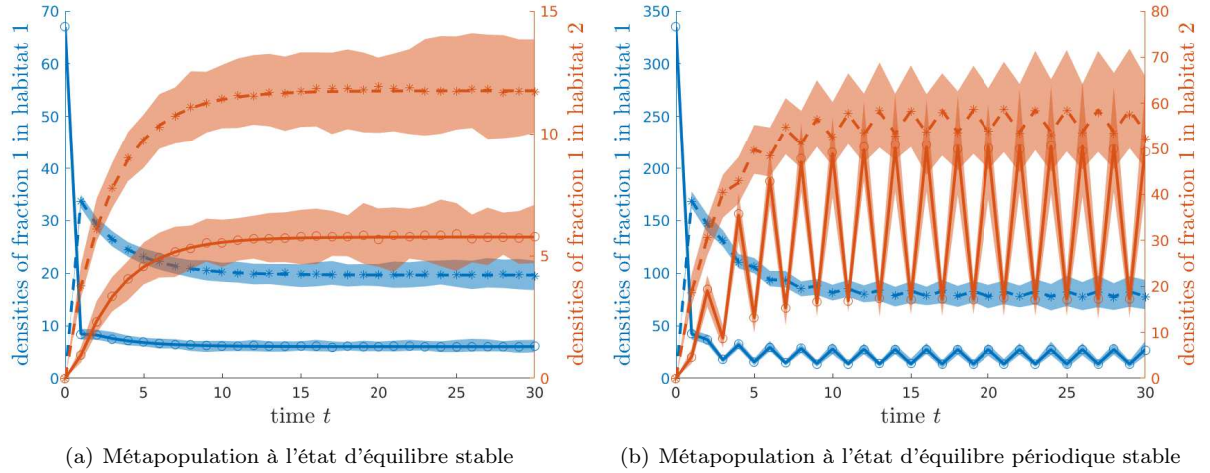 70
60
50
40
30
20
10
0
densities of fraction 1 in habitat 1
15
10
5
0
densities of fraction 1 in habitat 2
0 5 10 15 20 25 30
time t
(a) Métapopulation à l'état d'équilibre stable
350
300
250
200
150
100
50
0
densities of fraction 1 in habitat 1
80
70
60
50
40
30
20
10
0
densities of fraction 1 in habitat 2
0 5 10 15 20 25 30
time t
(b) Métapopulation à l'état d'équilibre périodique stable